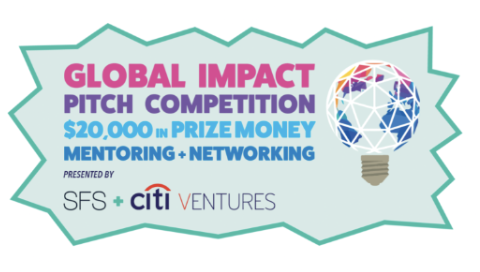 GLOBAL IMPACT
PITCH COMPETITION
$20,000 IN PRIZE MONEY
MENTORING + NETWORKING
PRESENTED BY
SFS + citi VENTURES